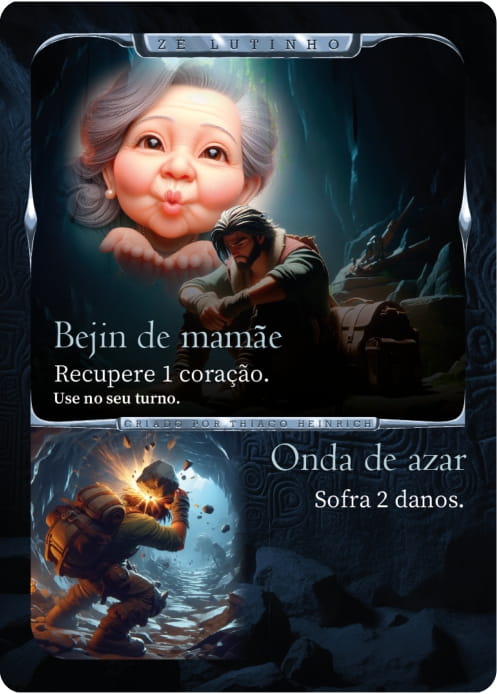 ZÉ LUTINHO
Bejin de mamãe
Recupere 1 coração.
Use no seu turno.
CRIADO POR THIAGO HEINRICH
Onda de azar
Sofra 2 danos.